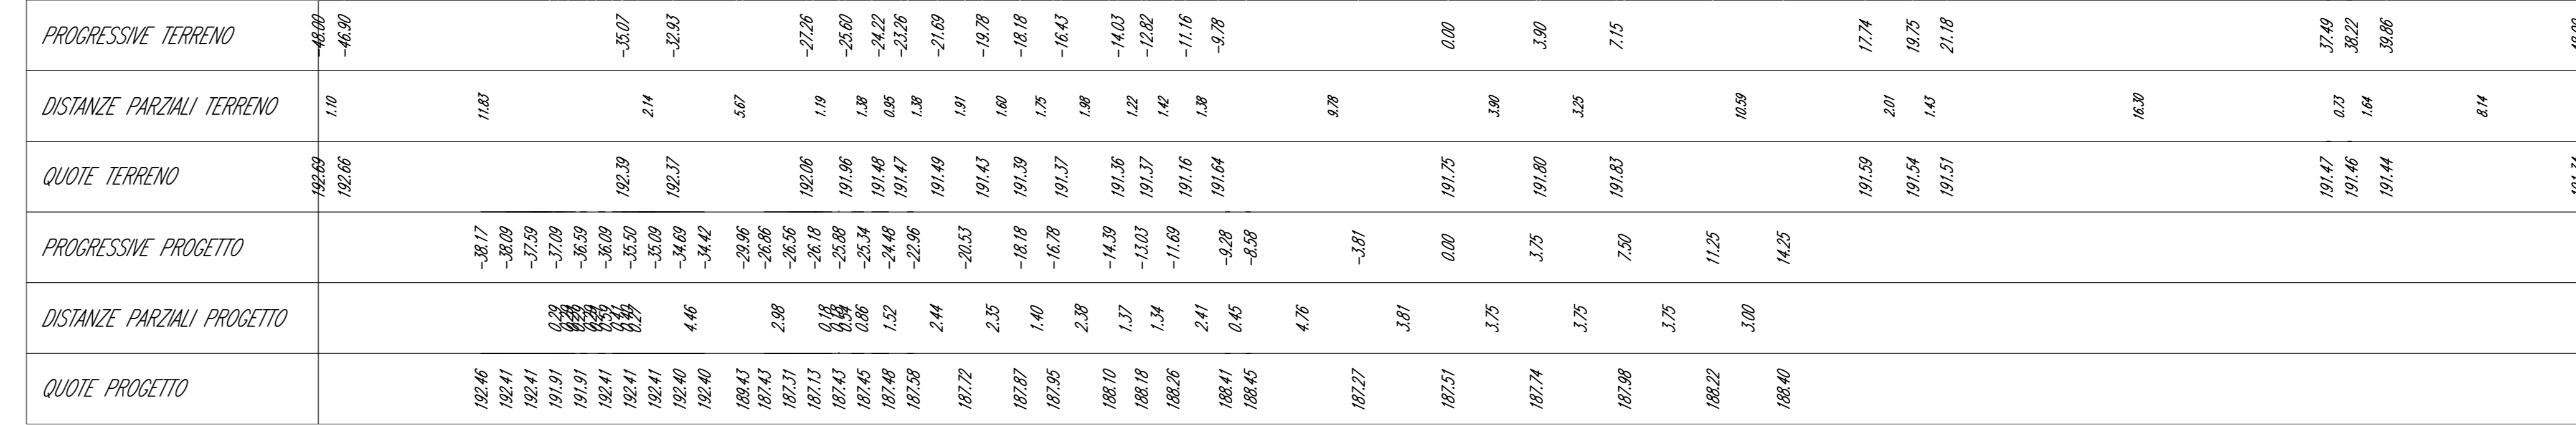 PROGRESSIVE TERRENO -48.00 -46.90 -35.07 -32.93 -27.26 -25.60 -24.22 -23.26 -21.69 -19.78 -18.18 -16.43 -14.03 -12.82 -11.16 -9.78 0.00 3.90 7.15 17.74 19.75 21.18 37.49 38.22 39.86
DISTANZE PARZIALI TERRENO 1.10 11.83 2.14 5.67 1.19 1.38 0.95 1.38 1.91 1.60 1.75 1.98 1.22 1.42 1.38 9.78 3.90 3.25 10.59 2.01 1.43 16.30 0.73 1.64 8.14
QUOTE TERRENO 192.69 192.66 192.39 192.37 192.06 191.96 191.48 191.47 191.49 191.43 191.39 191.37 191.36 191.37 191.16 191.64 191.75 191.80 191.83 191.59 191.54 191.51 191.47 191.46 191.44
PROGRESSIVE PROGETTO -38.17 -38.09 -37.59 -37.09 -36.59 -36.09 -35.50 -35.09 -34.69 -34.42 -29.96 -26.86 -26.56 -26.18 -25.88 -25.34 -24.48 -22.96 -20.53 -18.18 -16.78 -14.39 -13.03 -11.69 -9.28 -8.58 -3.81 0.00 3.75 7.50 11.25 14.25
DISTANZE PARZIALI PROGETTO 0.29 0.27 4.46 2.98 0.18 0.54 0.86 1.52 2.44 2.35 1.40 2.38 1.37 1.34 2.41 0.45 4.76 3.81 3.75 3.75 3.75 3.00
QUOTE PROGETTO 192.46 192.41 192.41 191.91 191.91 192.41 192.41 192.41 192.40 192.40 189.43 187.43 187.31 187.13 187.43 187.45 187.48 187.58 187.72 187.87 187.95 188.10 188.18 188.26 188.41 188.45 187.27 187.51 187.74 187.98 188.22 188.40